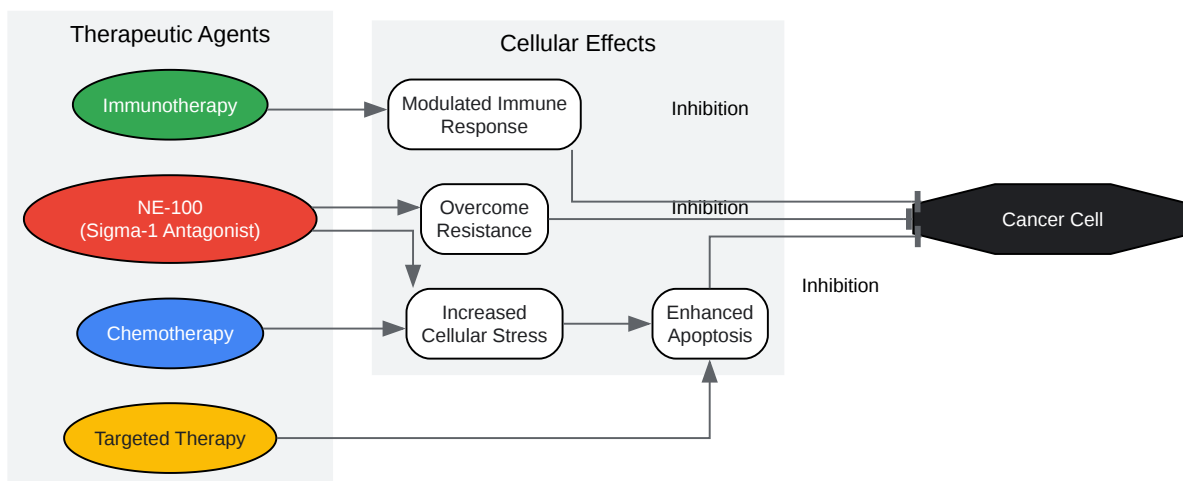 Therapeutic Agents
Cellular Effects
Immunotherapy
Modulated Immune
Response
Inhibition
NE-100
(Sigma-1 Antagonist)
Overcome
Resistance
Inhibition
Cancer Cell
Inhibition
Chemotherapy
Increased
Cellular Stress
Enhanced
Apoptosis
Targeted Therapy